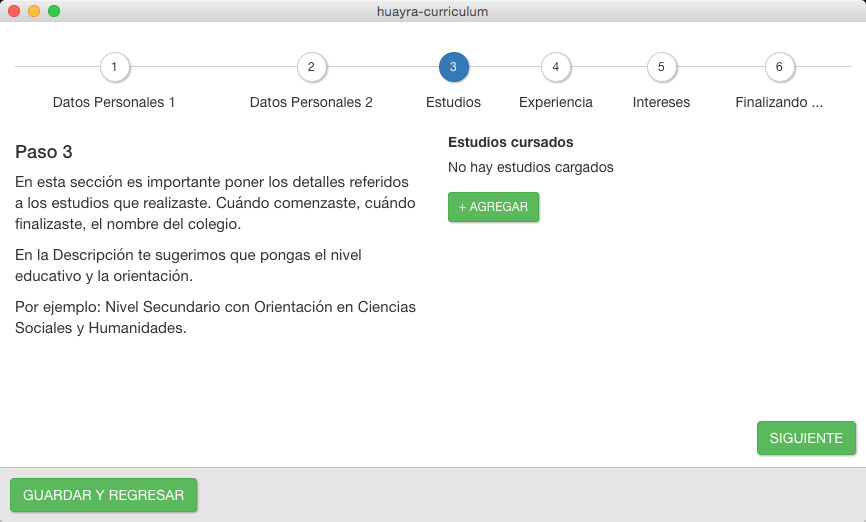 huayra-curriculum
1
2
3
4
5
6
Datos Personales 1
Datos Personales 2
Estudios
Experiencia
Intereses
Finalizando ...
Paso 3
En esta sección es importante poner los detalles referidos
a los estudios que realizaste. Cuándo comenzaste, cuándo
finalizaste, el nombre del colegio.
En la Descripción te sugerimos que pongas el nivel
educativo y la orientación.
Por ejemplo: Nivel Secundario con Orientación en Ciencias
Sociales y Humanidades.
Estudios cursados
No hay estudios cargados
+ AGREGAR
SIGUIENTE
GUARDAR Y REGRESAR